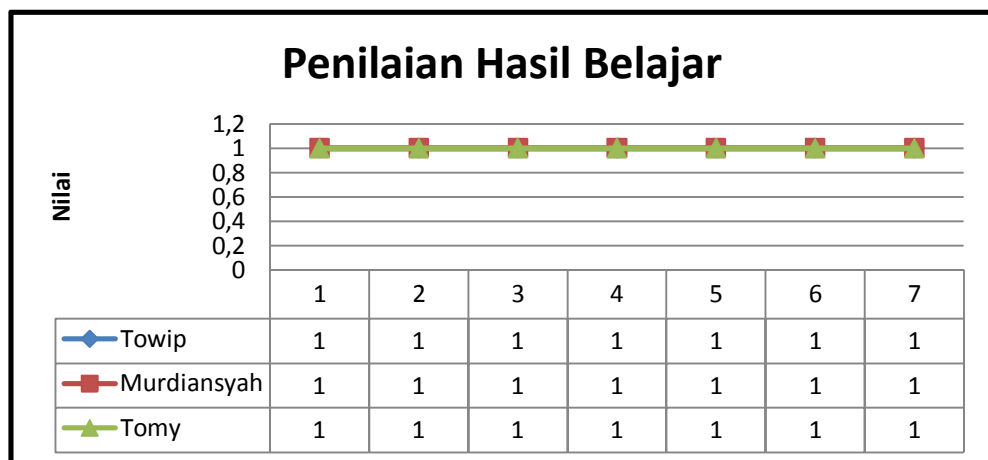 Penilaian Hasil Belajar
Nilai
1,2
1
0,8
0,6
0,4
0,2
0
1 2 3 4 5 6 7
Towip 1 1 1 1 1 1 1
Murdiansyah 1 1 1 1 1 1 1
Tomy 1 1 1 1 1 1 1